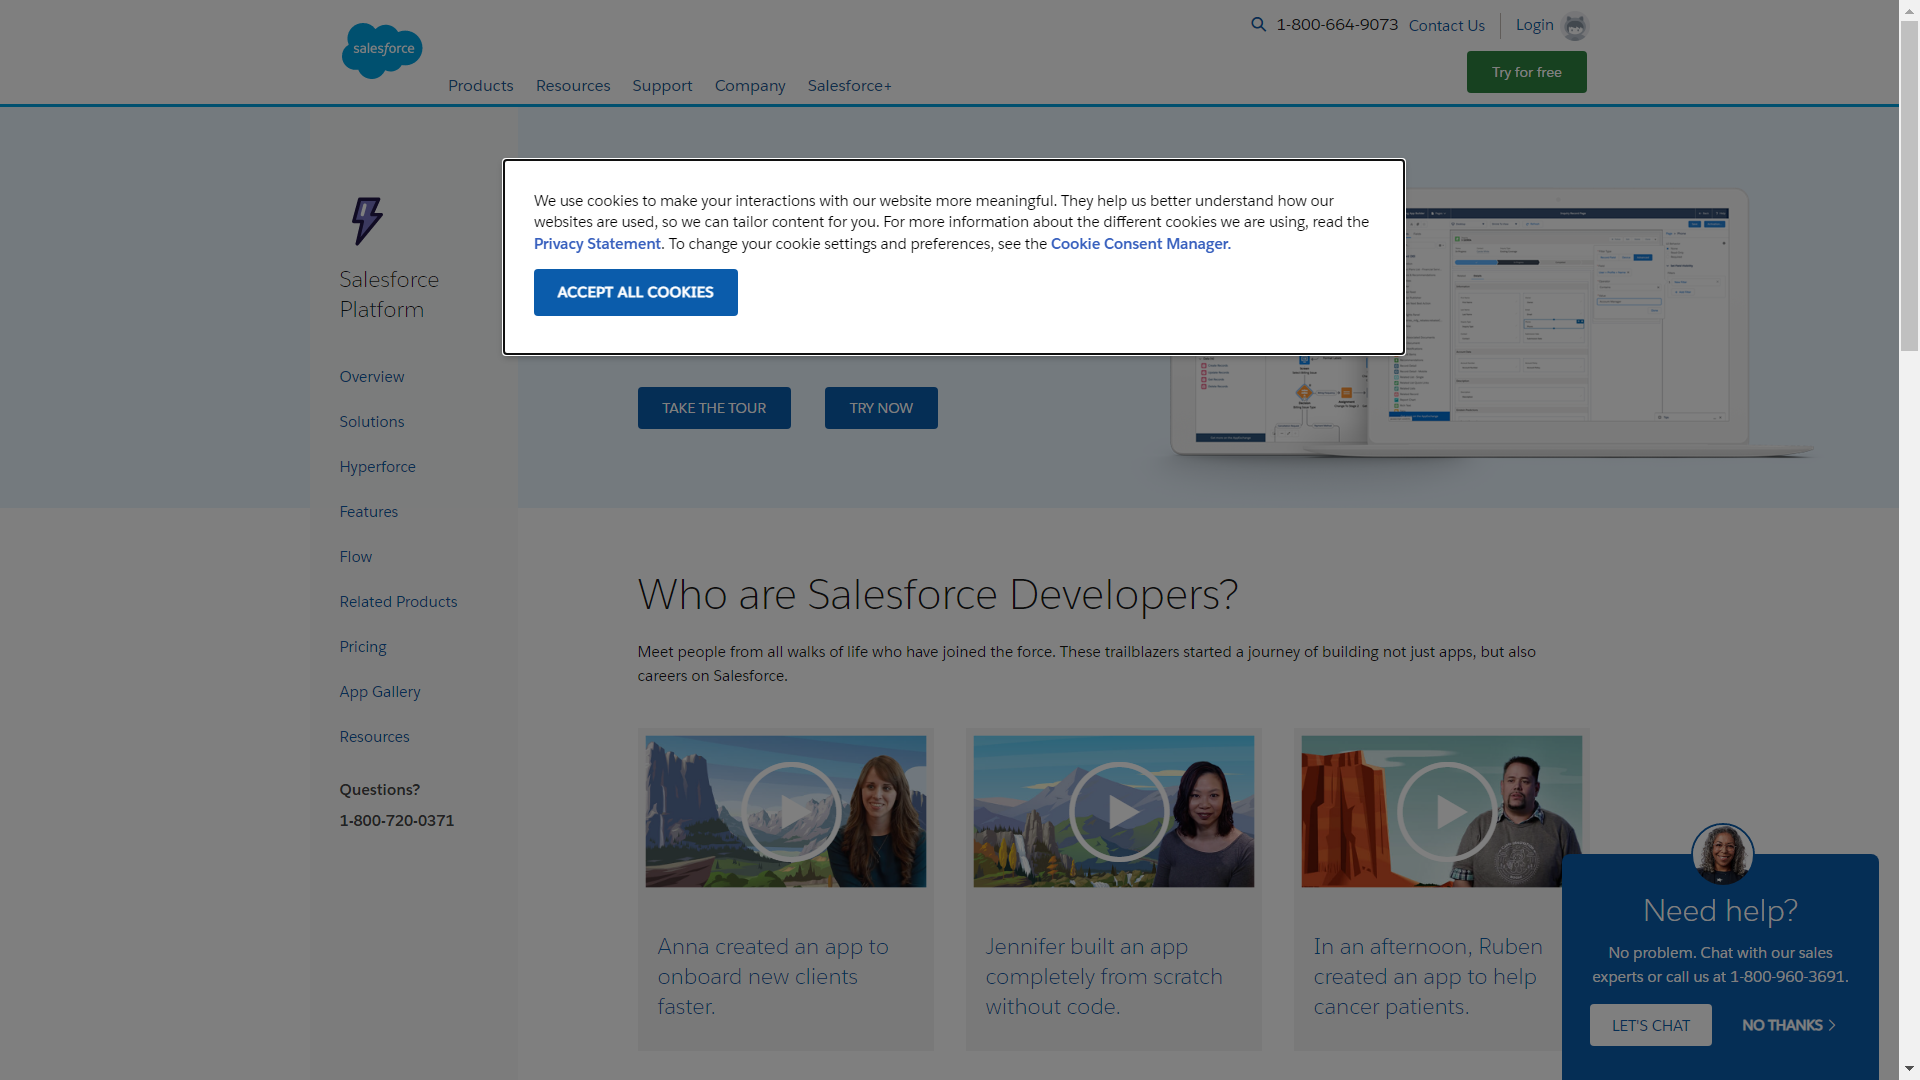 salesforce
1-800-664-9073
Contact Us
Login
Products
Resources
Support
Company
Salesforce+
Try for free
We use cookies to make your interactions with our website more meaningful. They help us better understand how our
websites are used, so we can tailor content for you. For more information about the different cookies we are using, read the
Privacy Statement. To change your cookie settings and preferences, see the Cookie Consent Manager.
ACCEPT ALL COOKIES
Salesforce
Platform
Overview
Solutions
Hyperforce
Features
Flow
Related Products
Pricing
App Gallery
Resources
Questions?
1-800-720-0371
TAKE THE TOUR
TRY NOW
Who are Salesforce Developers?
Meet people from all walks of life who have joined the force. These trailblazers started a journey of building not just apps, but also
careers on Salesforce.
Anna created an app to
onboard new clients
faster.
Jennifer built an app
completely from scratch
without code.
In an afternoon, Ruben
created an app to help
cancer patients.
Need help?
No problem. Chat with our sales
experts or call us at 1-800-960-3691.
LET'S CHAT
NO THANKS